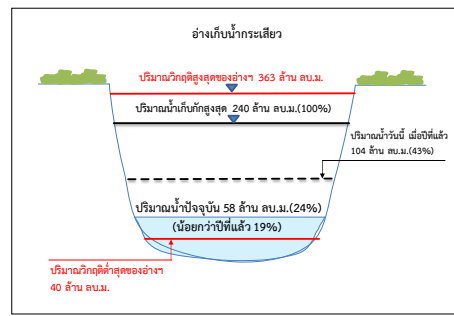 อ่างเก็บน้ำกระเสียว
ปริมาณวิกฤติสูงสุดของอ่างฯ 363 ล้าน ลบ.ม.
ปริมาณน้ำเก็บกักสูงสุด 240 ล้าน ลบ.ม.(100%)
ปริมาณน้ำวันนี้ เมื่อปีที่แล้ว
104 ล้าน ลบ.ม.(43%)
ปริมาณน้ำปัจจุบัน 58 ล้าน ลบ.ม.(24%)
(น้อยกว่าปีที่แล้ว 19%)
ปริมาณวิกฤติต่ำสุดของอ่างฯ
40 ล้าน ลบ.ม.